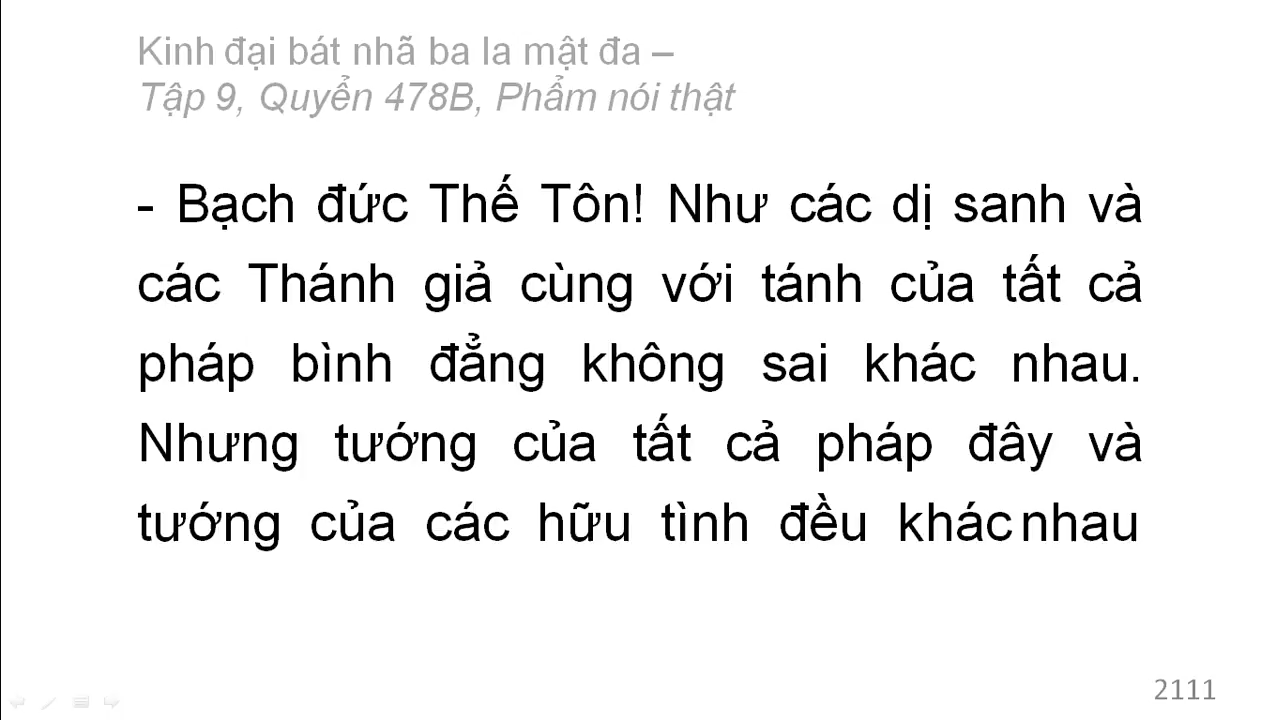 Kinh đại bát nhã ba la mật đa –
Tập 9, Quyển 478B, Phẩm nói thật
- Bạch đức Thế Tôn! Như các dị sanh và
các Thánh giả cùng với tánh của tất cả
pháp bình đẳng không sai khác nhau.
Nhưng tướng của tất cả pháp đây và
tướng của các hữu tình đều khác nhau
2111